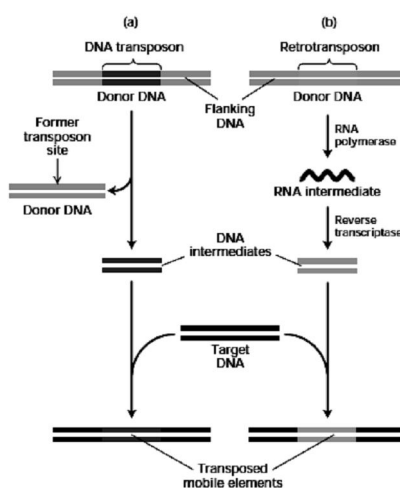 (a)
DNA transposon
Donor DNA
Former
transposon
site
Donor DNA
Flanking
DNA
(b)
Retrotransposon
Donor DNA
RNA
polymerase
RNA intermediate
Reverse
transcriptase
DNA
intermediates
Target
DNA
Transposed
mobile elements